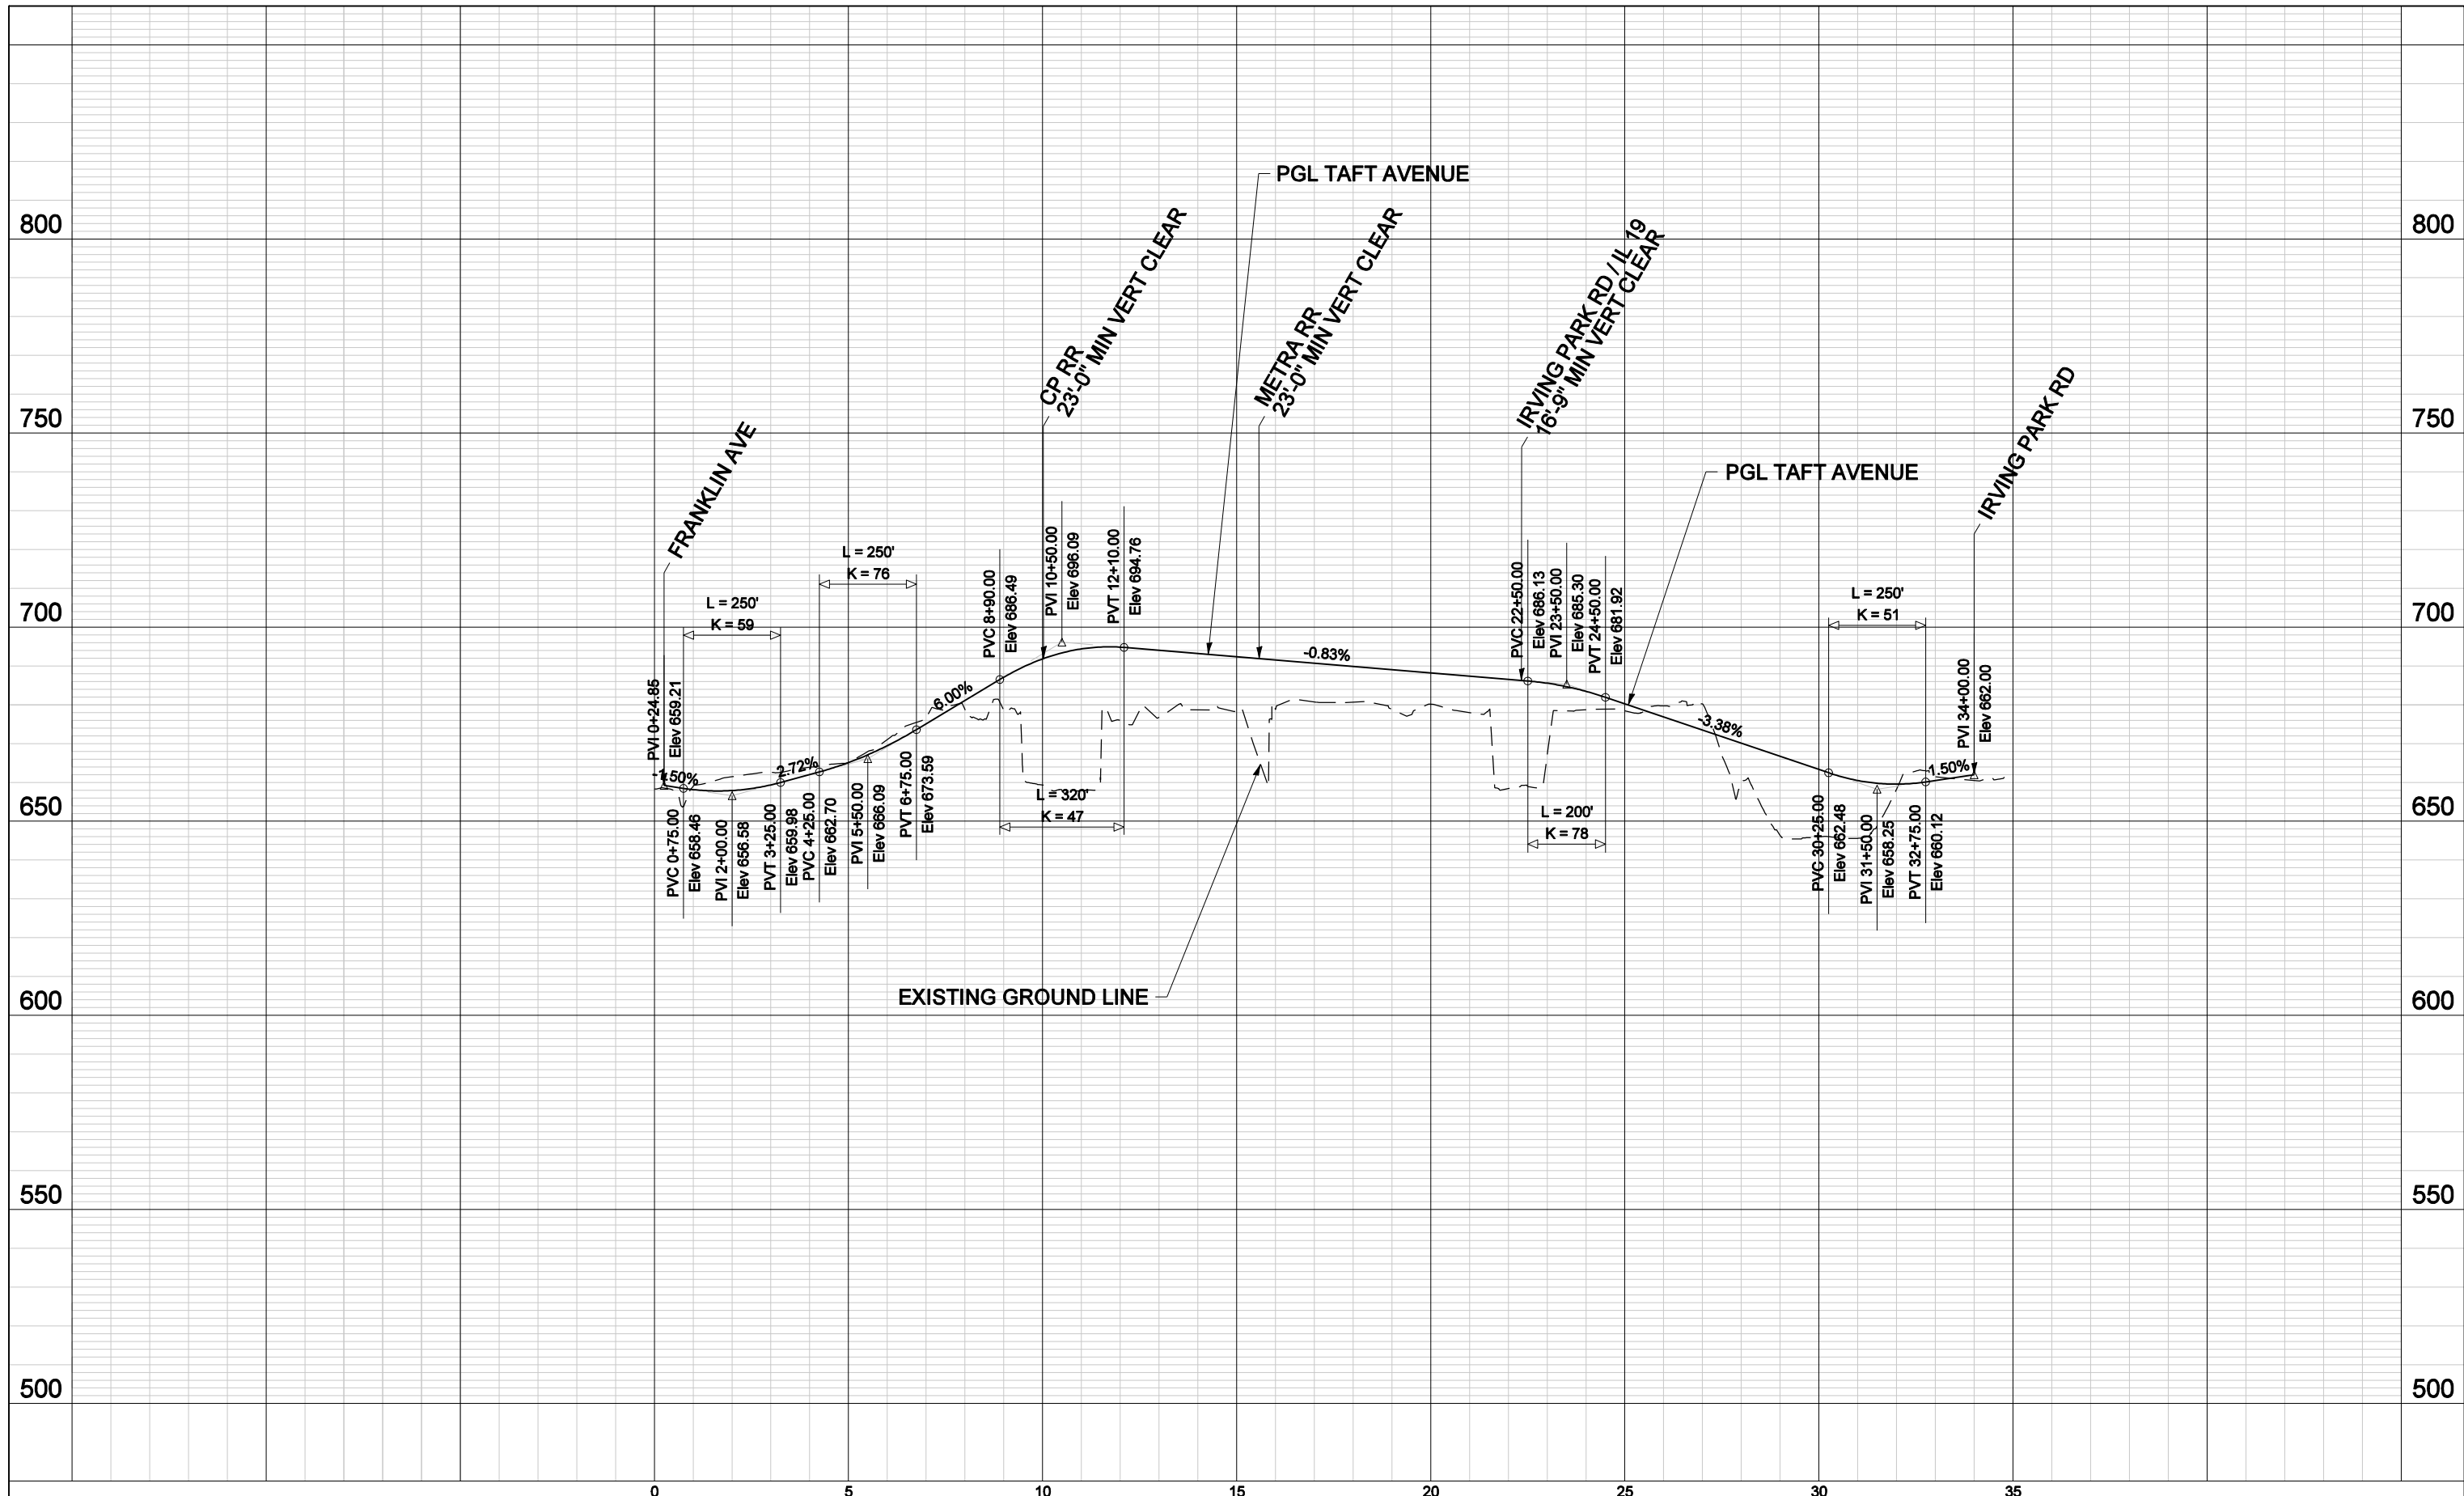 PGL TAFT AVENUE
800
800
CP RR
23'-0" MIN VERT CLEAR
METRA RR
23'-0" MIN VERT CLEAR
IRVING PARK RD / IL 19
16'-9" MIN VERT CLEAR
750
750
FRANKLIN AVE
IRVING PARK RD
PGL TAFT AVENUE
700
700
L = 250'
K = 59
L = 250'
K = 76
PVC 8+90.00
Elev 686.49
PVI 10+50.00
Elev 696.09
PVT 12+10.00
Elev 694.76
-0.83%
PVC 22+50.00
Elev 686.13
PVI 23+50.00
Elev 685.30
PVT 24+50.00
Elev 681.92
L = 250'
K = 51
PVI 0+24.85
Elev 659.21
PVI 34+00.00
Elev 662.00
-1.50%
2.72%
6.00%
-3.38%
1.50%
650
650
PVC 0+75.00
Elev 658.46
PVI 2+00.00
Elev 656.58
PVT 3+25.00
Elev 659.98
PVC 4+25.00
Elev 662.70
PVI 5+50.00
Elev 666.09
PVT 6+75.00
Elev 673.59
L = 320'
K = 47
L = 200'
K = 78
PVC 30+25.00
Elev 662.48
PVI 31+50.00
Elev 658.25
PVT 32+75.00
Elev 660.12
EXISTING GROUND LINE
600
600
550
550
500
500
0
5
10
15
20
25
30
35